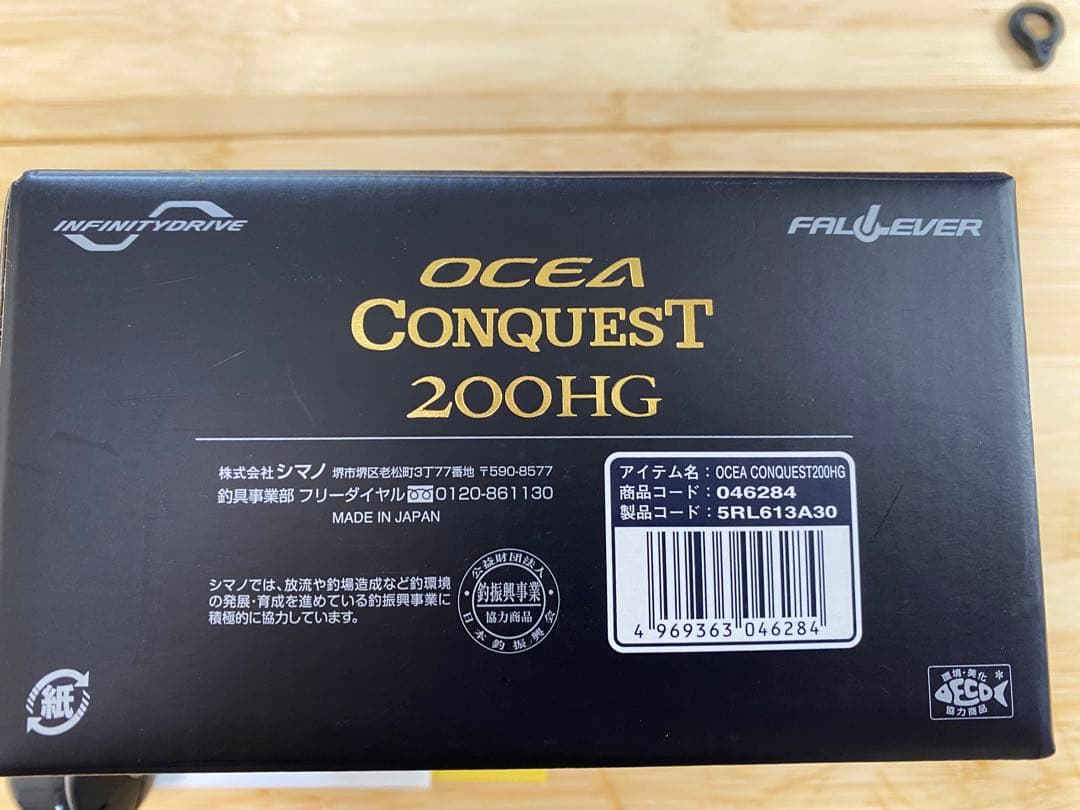 INFINITYDRIVE
FALLEVER
OCEA
CONQUEST
200HG
株式会社シマノ 堺市堺区老松町3丁77番地 〒590-8577
釣具事業部 フリーダイヤル 0120-861130
MADE IN JAPAN
アイテム名:OCEA CONQUEST200HG
商品コード:046284
製品コード:5RL613A30
4 969363 046284
シマノでは、放流や釣場造成など釣環境
の発展・育成を進めている釣振興事業に
積極的に協力しています。
公益財団法人
釣振興事業
協力商品
日本釣振興会
紙
環境・美化
ECO
協力商品